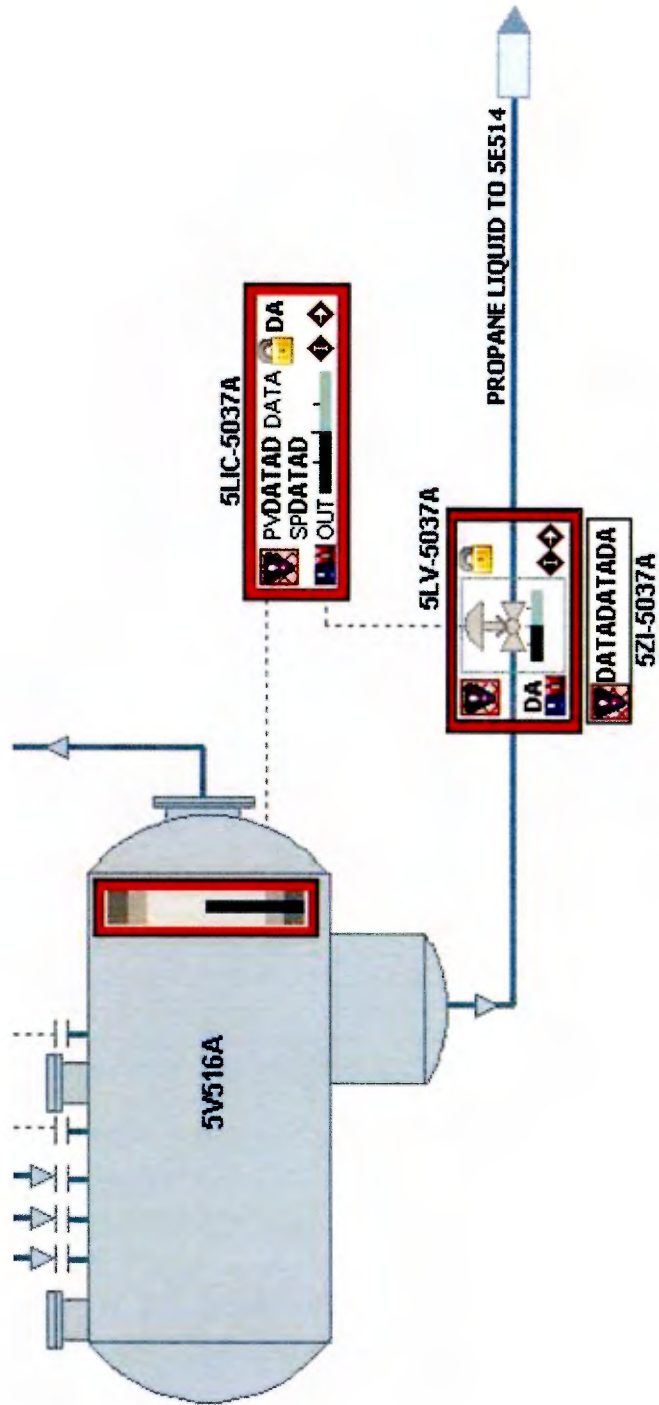 5V516A
5LIC-5037A
PVDATAD DATA DA
SPDATAD
OUT
5LV-5037A
DA
DATADATADA
5ZI-5037A
PROPANE LIQUID TO 5E514